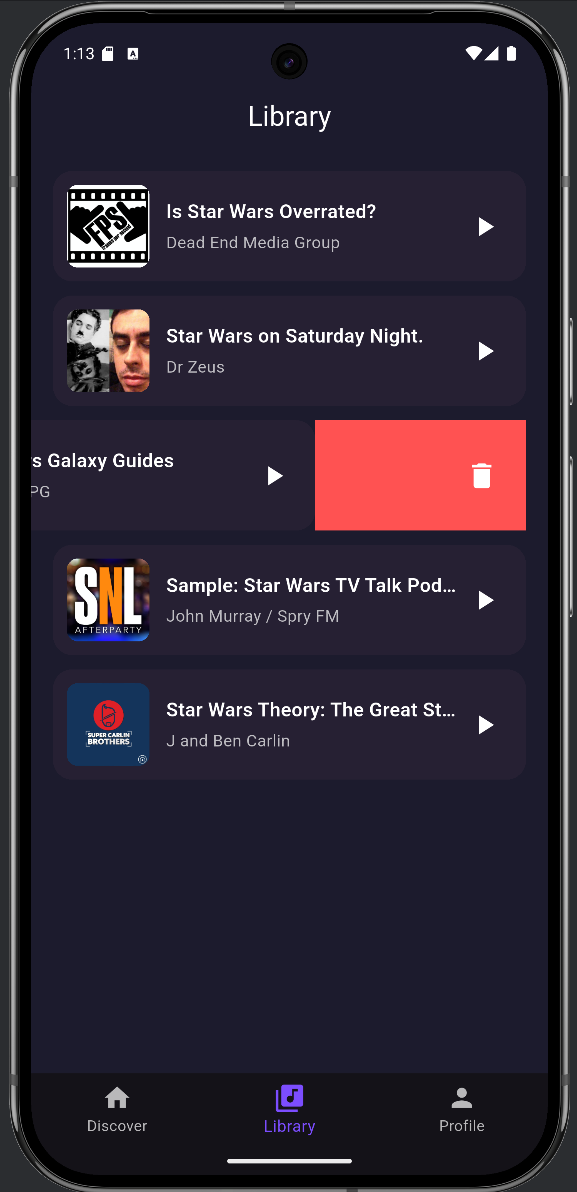 1:13
A
Library
FPS!
Is Star Wars Overrated?
Dead End Media Group
Star Wars on Saturday Night.
Dr Zeus
s Galaxy Guides
PG
SNL
AFTERPARTY
Sample: Star Wars TV Talk Pod...
John Murray / Spry FM
SUPER CARLIN
BROTHERS
Star Wars Theory: The Great St...
J and Ben Carlin
Discover
Library
Profile